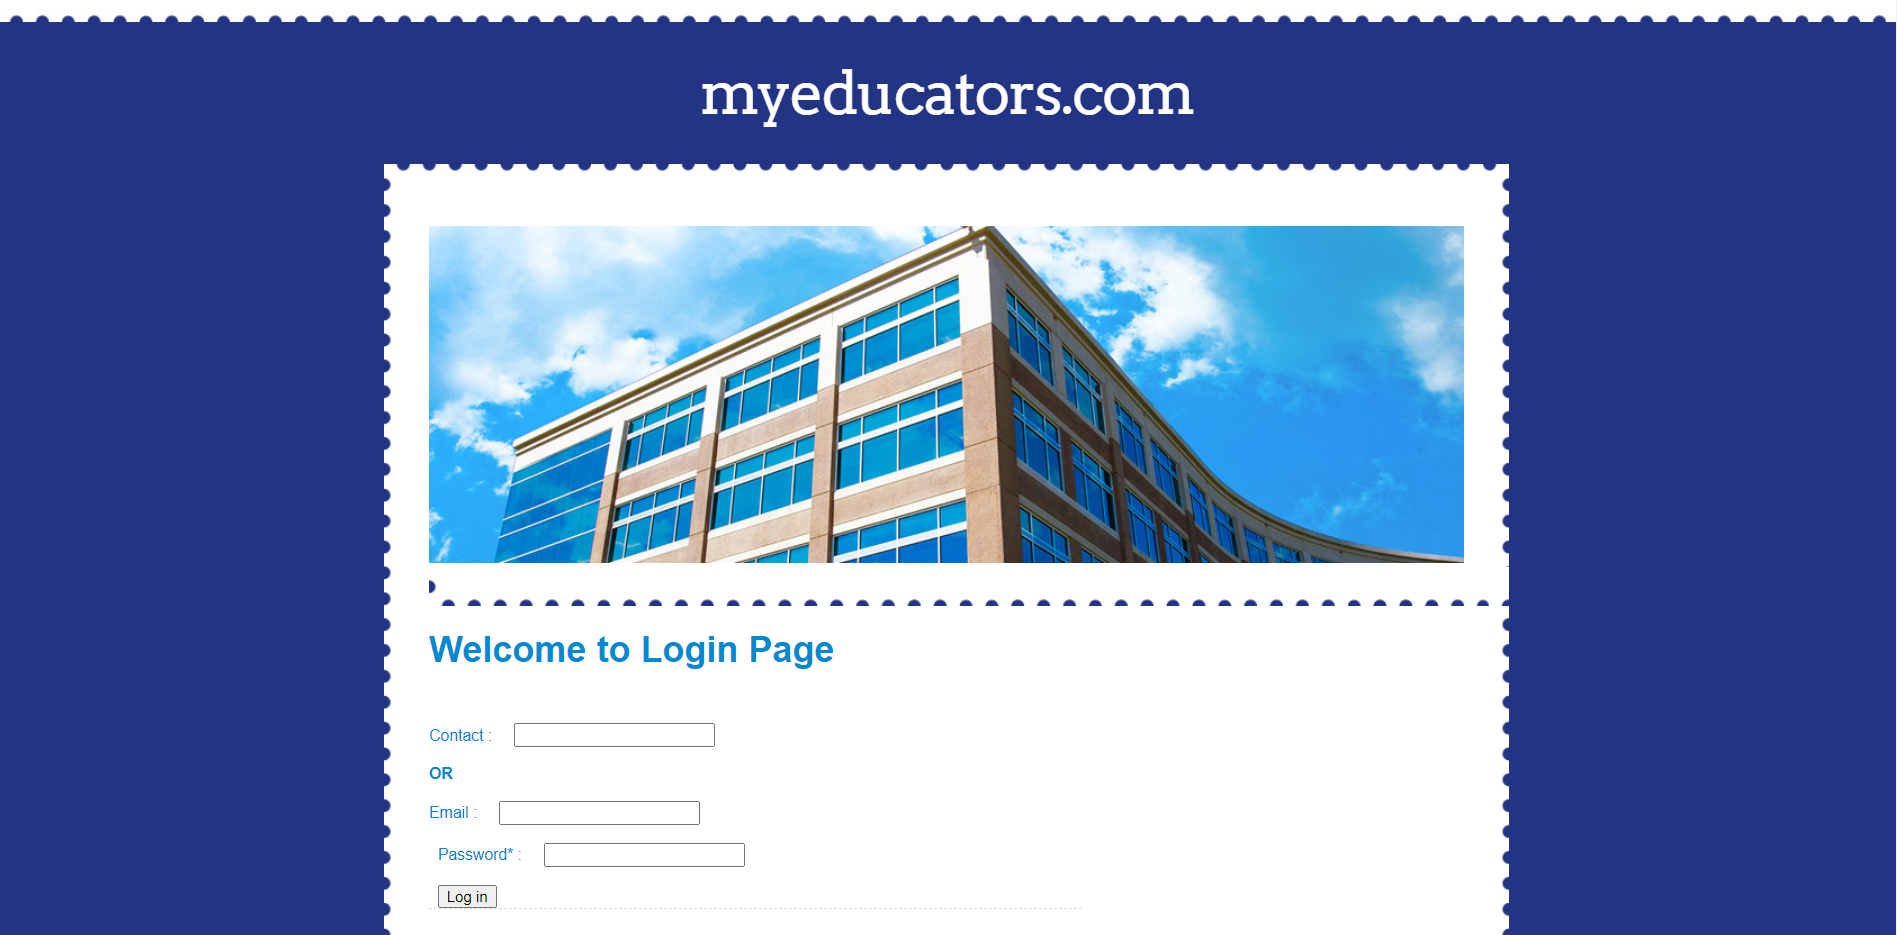 myeducators.com
Welcome to Login Page
Contact :
OR
Email :
Password* :
Log in